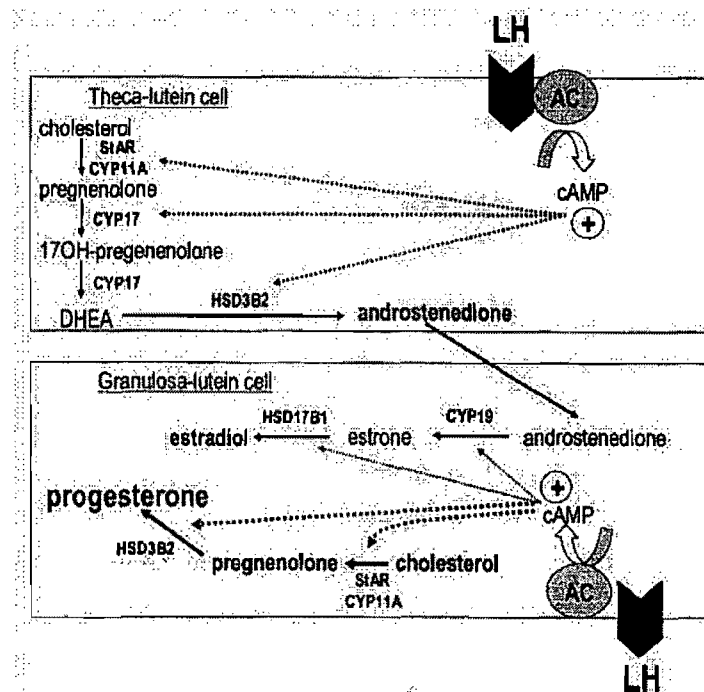 LH
AC
Theca-lutein cell
cholesterol
StAR
CYP11A
cAMP
+
pregnenolone
CYP17
17OH-pregenenolone
CYP17
HSD3B2
DHEA
androstenedione
Granulosa-lutein cell
HSD17B1
CYP19
estradiol
estrone
androstenedione
progesterone
+
cAMP
HSD3B2
pregnenolone
cholesterol
StAR
CYP11A
AC
LH